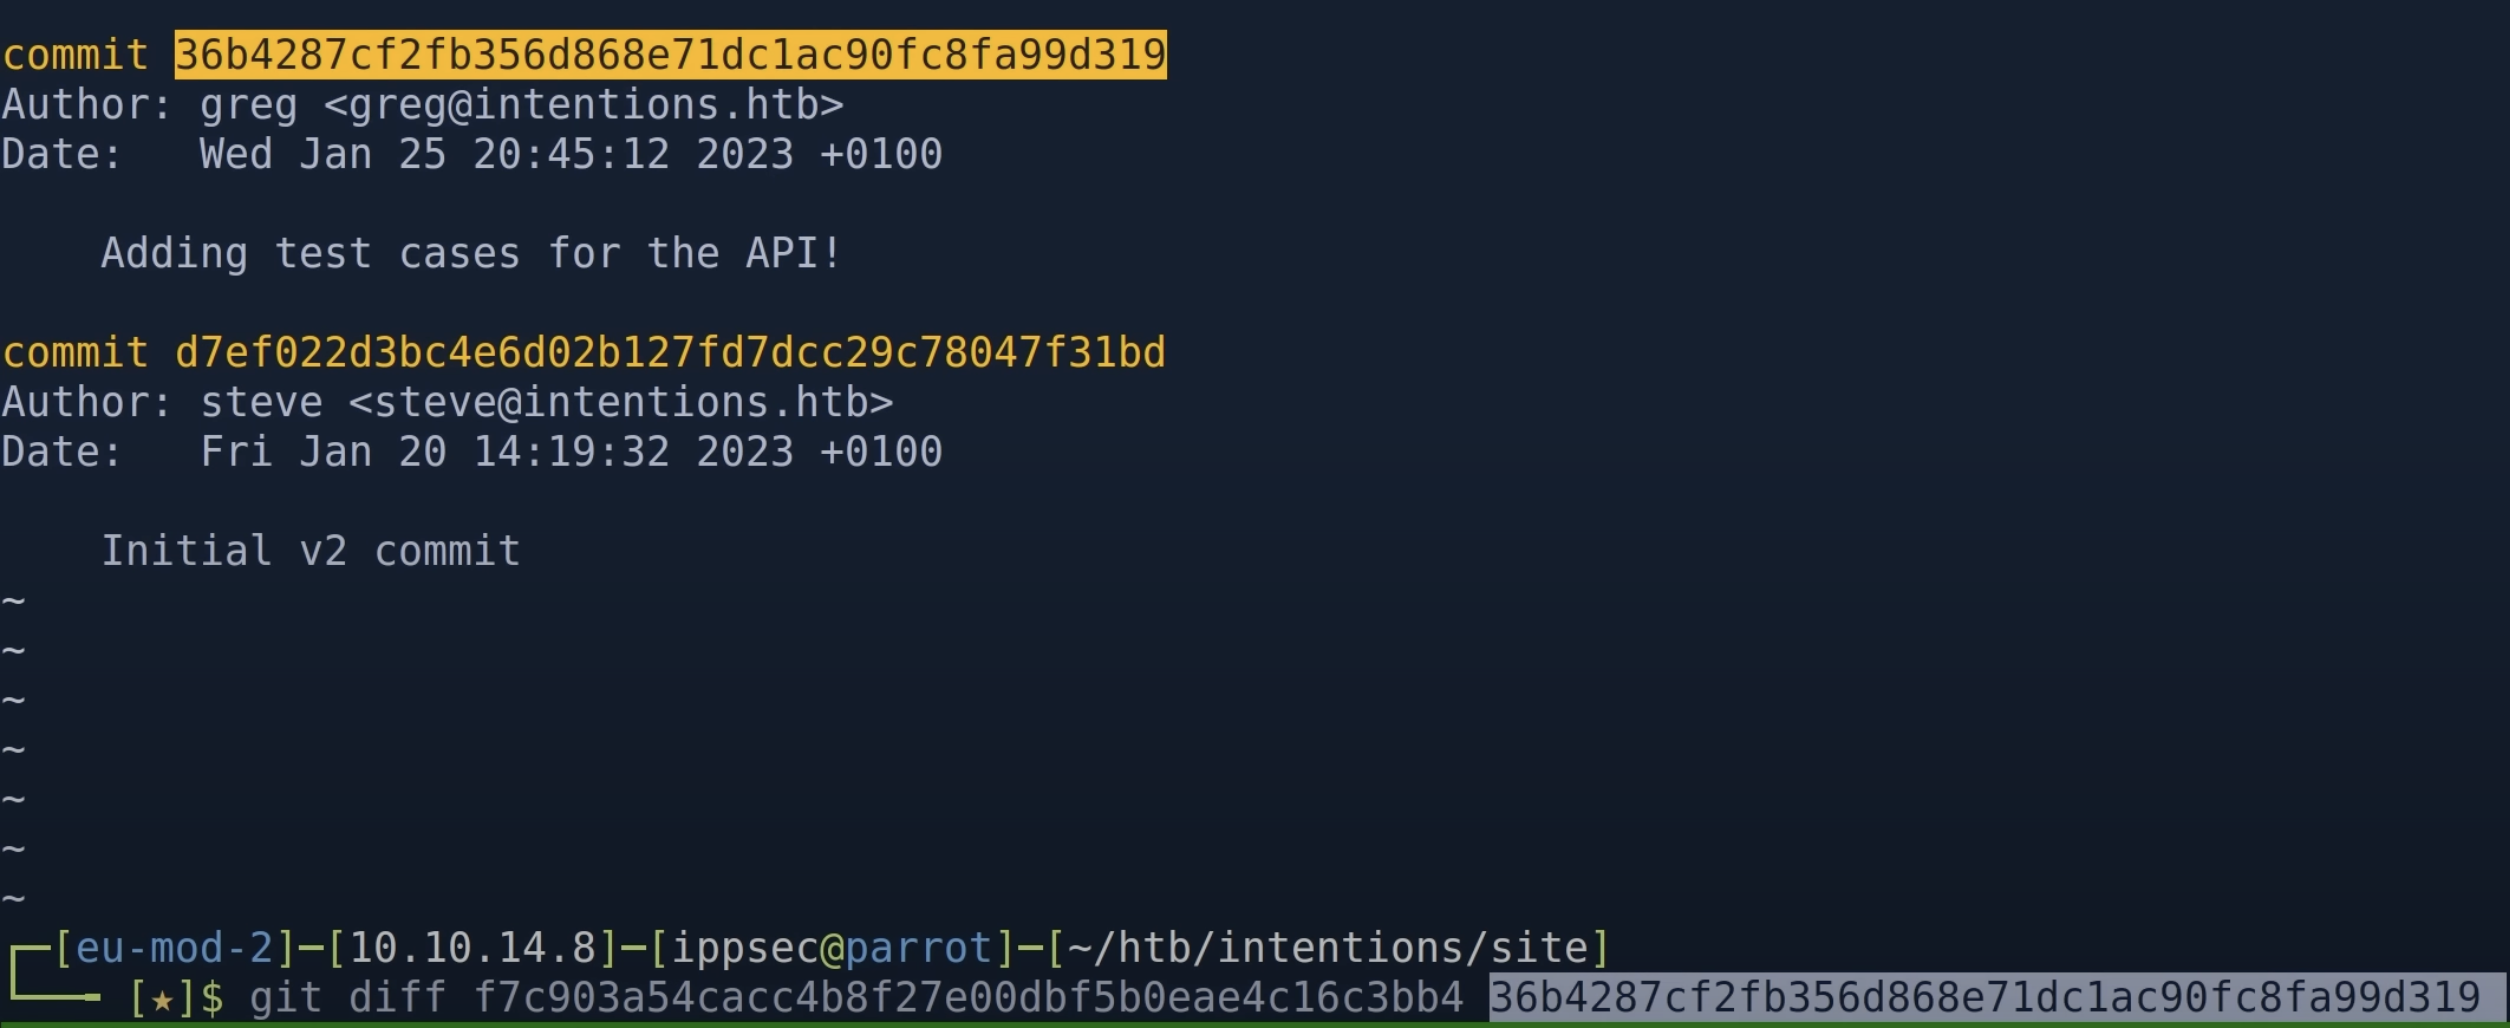 commit 36b4287cf2fb356d868e71dc1ac90fc8fa99d319
Author: greg <greg@intentions.htb>
Date:   Wed Jan 25 20:45:12 2023 +0100
    Adding test cases for the API!
commit d7ef022d3bc4e6d02b127fd7dcc29c78047f31bd
Author: steve <steve@intentions.htb>
Date:   Fri Jan 20 14:19:32 2023 +0100
    Initial v2 commit
~
~
~
~
~
~
~
┌─[eu-mod-2]─[10.10.14.8]─[ippsec@parrot]─[~/htb/intentions/site]
└──╼ [★]$ git diff f7c903a54cacc4b8f27e00dbf5b0eae4c16c3bb4 36b4287cf2fb356d868e71dc1ac90fc8fa99d319